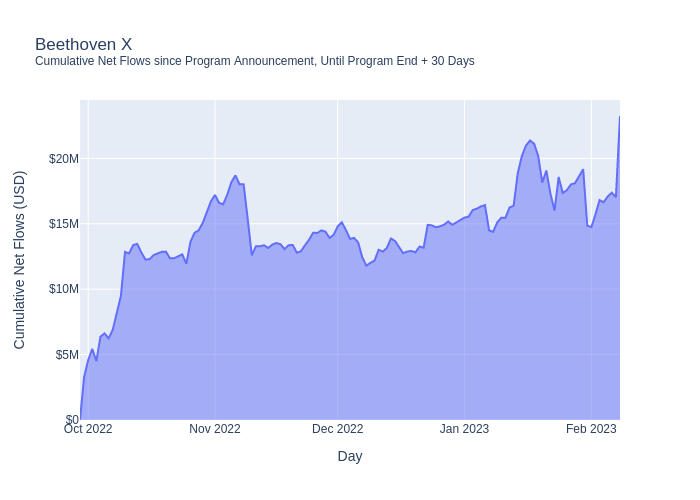 Beethoven X
Cumulative Net Flows since Program Announcement, Until Program End + 30 Days
Cumulative Net Flows (USD)
$20M
$15M
$10M
$5M
$0
Oct 2022
Nov 2022
Dec 2022
Jan 2023
Feb 2023
Day